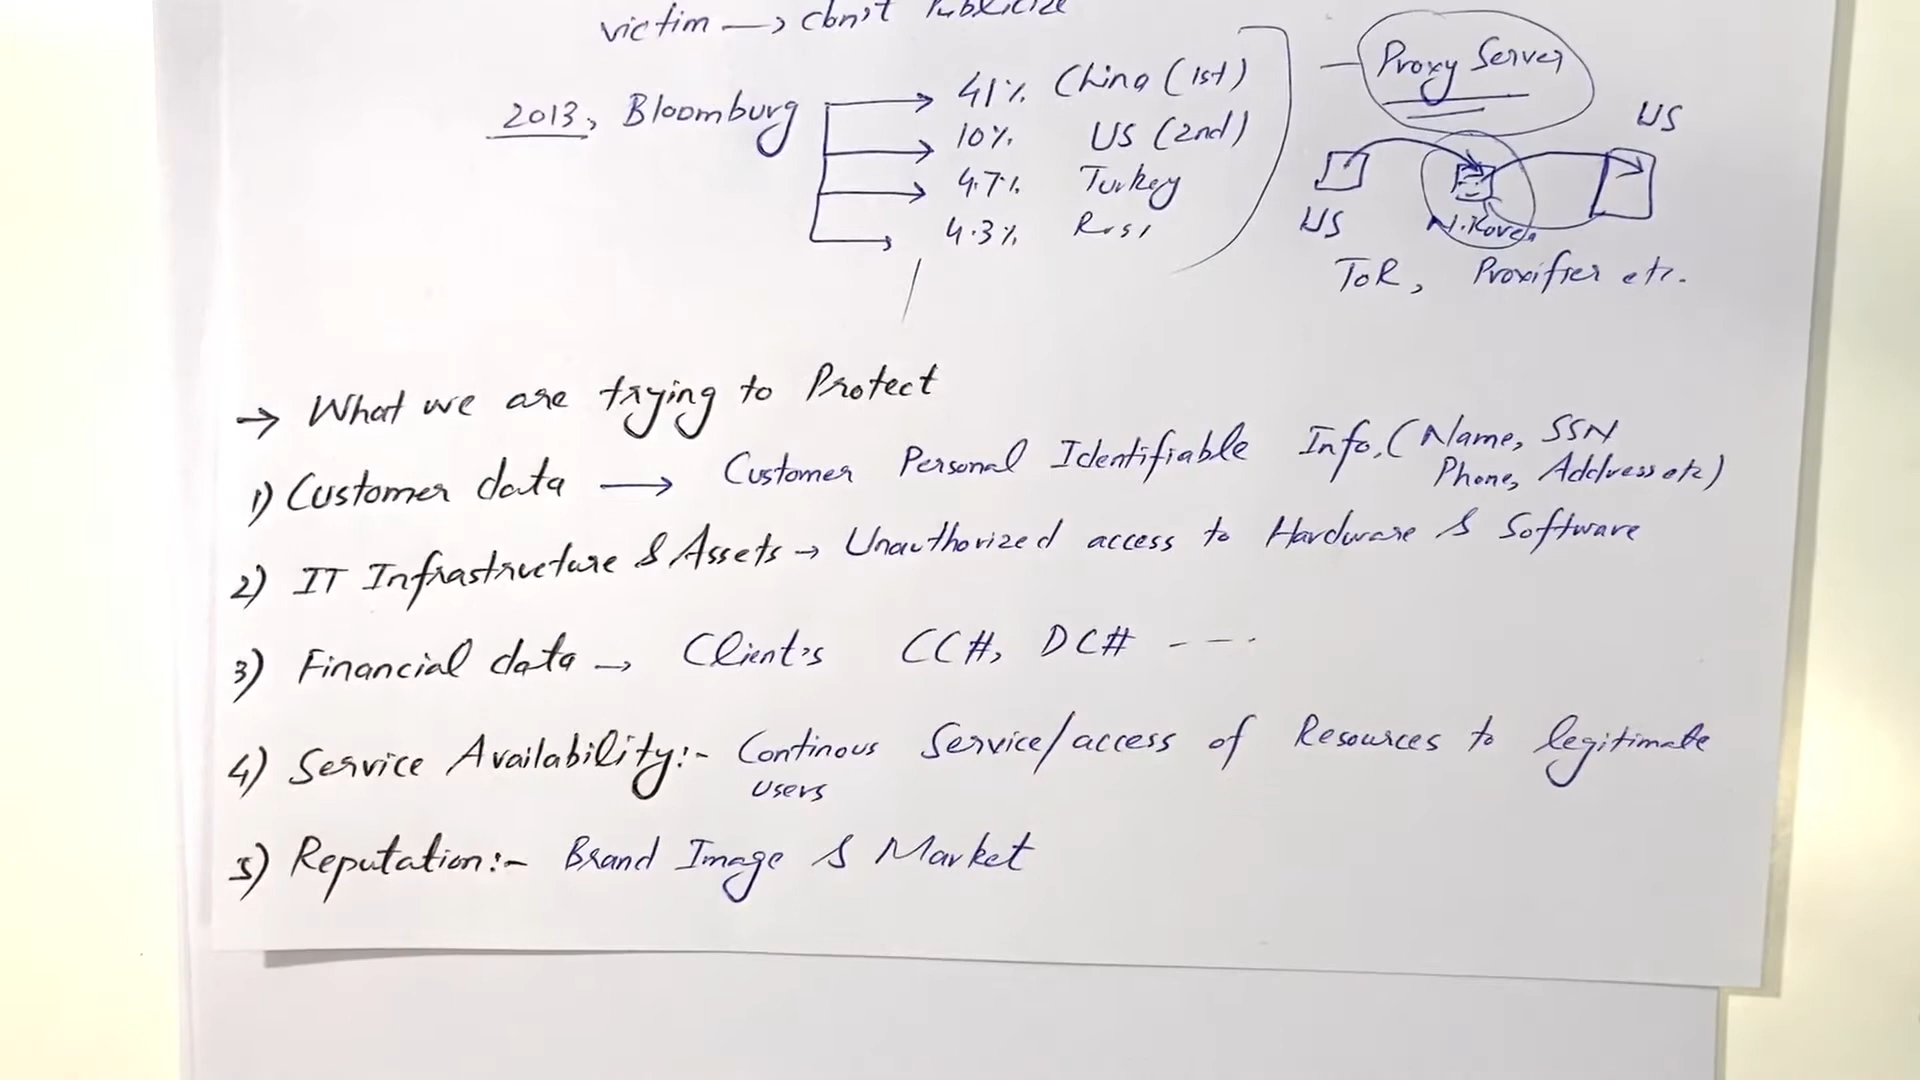 victim → 
2013, Bloomburg
41% China (1st)
10% US (2nd)
4.7% Turkey
4.3%
Proxy Server
US
US
N.Korea
ToR, Proxifier etc.
→ What we are trying to Protect
1) Customer data → Customer Personal Identifiable Info. (Name, SSN
Phone, Address etc)
2) IT Infrastructure & Assets → Unauthorized access to Hardware & Software
3) Financial data → Client's CC#, DC# ----
4) Service Availability:- Continous Service/access of Resources to legitimate
users
5) Reputation:- Brand Image & Market